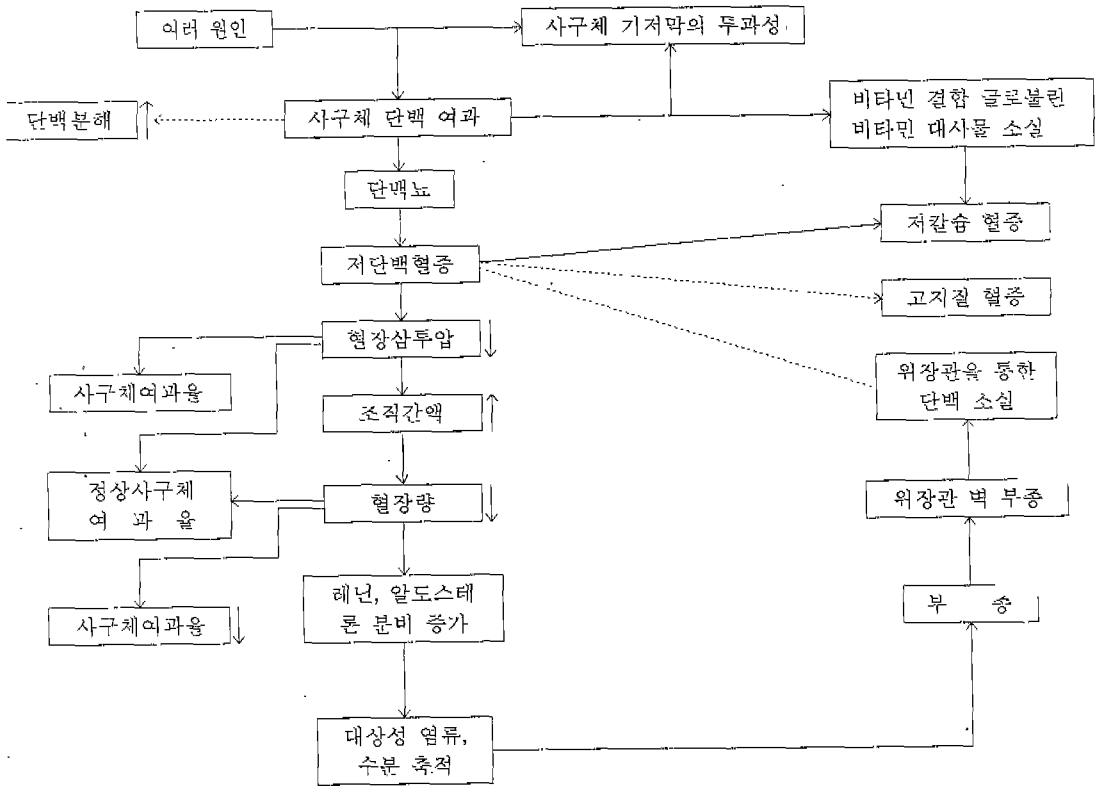 여러 원인
사구체 기저막의 투과성
단백분해 ↑
사구체 단백 여과
비타민 결합 글로불린
비타민 대사물 소실
단백뇨
저칼슘 혈증
저단백혈증
고지질 혈증
혈장삼투압 ↓
사구체여과율
위장관을 통한
단백 소실
조직간액 ↑
정상사구체
여 과 율
혈장량 ↓
위장관 벽 부종
레닌, 알도스테
론 분비 증가
부 종
사구체여과율 ↓
대상성 염류,
수분 축적